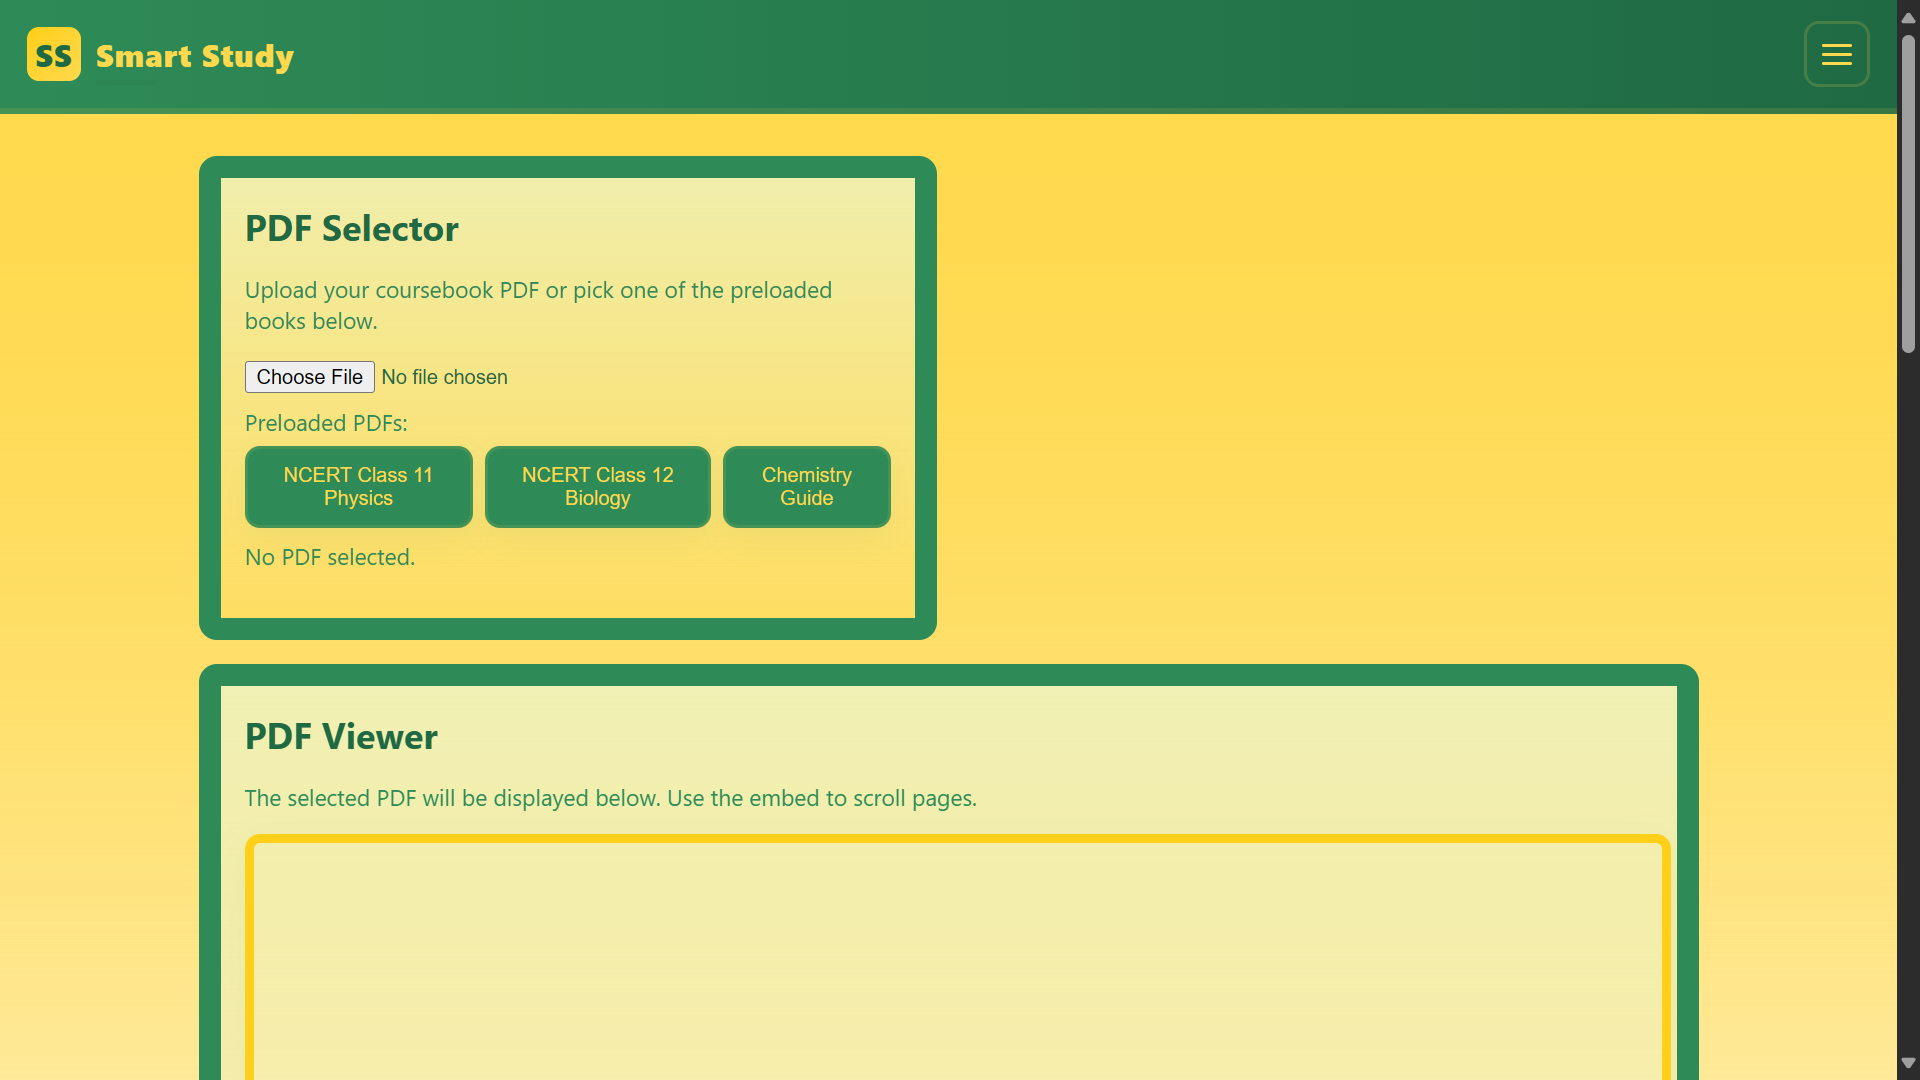 SS Smart Study
PDF Selector
Upload your coursebook PDF or pick one of the preloaded
books below.
Choose File No file chosen
Preloaded PDFs:
NCERT Class 11
Physics
NCERT Class 12
Biology
Chemistry
Guide
No PDF selected.
PDF Viewer
The selected PDF will be displayed below. Use the embed to scroll pages.